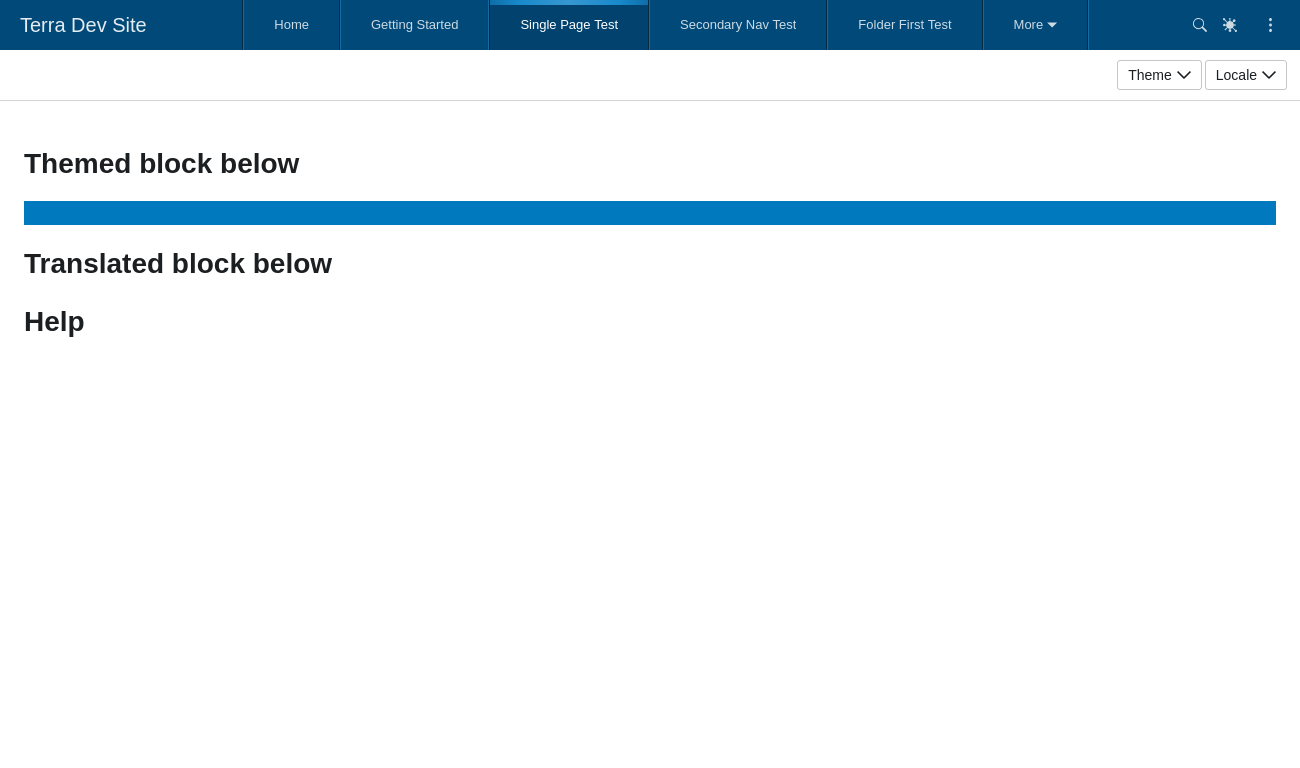 Terra Dev Site
Home
Getting Started
Single Page Test
Secondary Nav Test
Folder First Test
More
Theme
Locale
Themed block below
Translated block below
Help